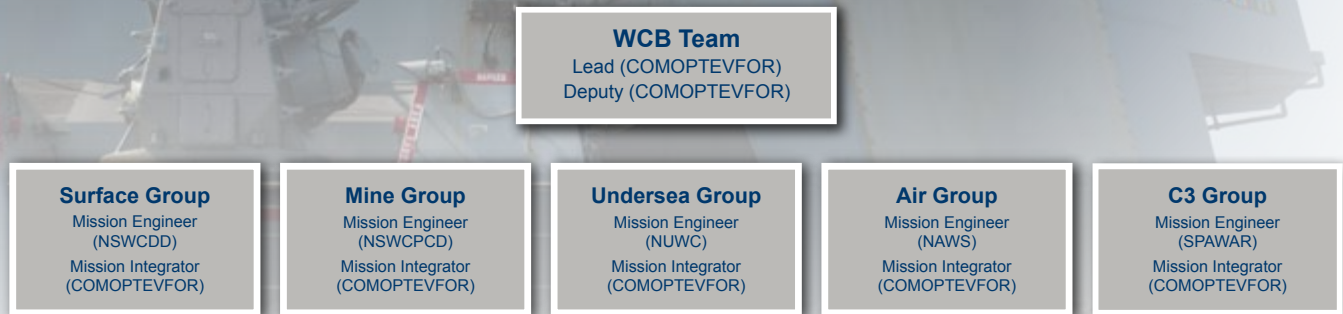 WCB Team
Lead (COMOPTEVFOR)
Deputy (COMOPTEVFOR)
Surface Group
Mission Engineer
(NSWCDD)
Mission Integrator
(COMOPTEVFOR)
Mine Group
Mission Engineer
(NSWCPCD)
Mission Integrator
(COMOPTEVFOR)
Undersea Group
Mission Engineer
(NUWC)
Mission Integrator
(COMOPTEVFOR)
Air Group
Mission Engineer
(NAWS)
Mission Integrator
(COMOPTEVFOR)
C3 Group
Mission Engineer
(SPAWAR)
Mission Integrator
(COMOPTEVFOR)